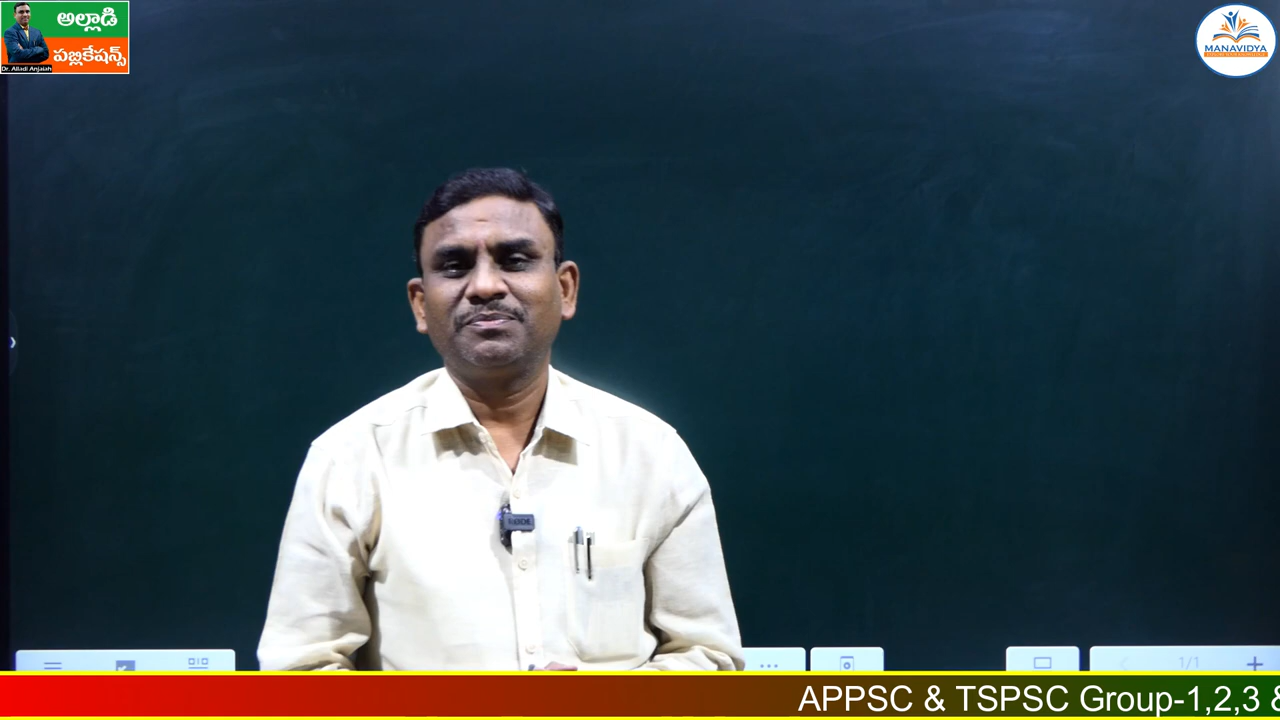 అల్లాడి
పబ్లికేషన్స్
Dr. Alladi Anjaiah
MANAVIDYA
1/1
APPSC & TSPSC Group-1,2,3 &